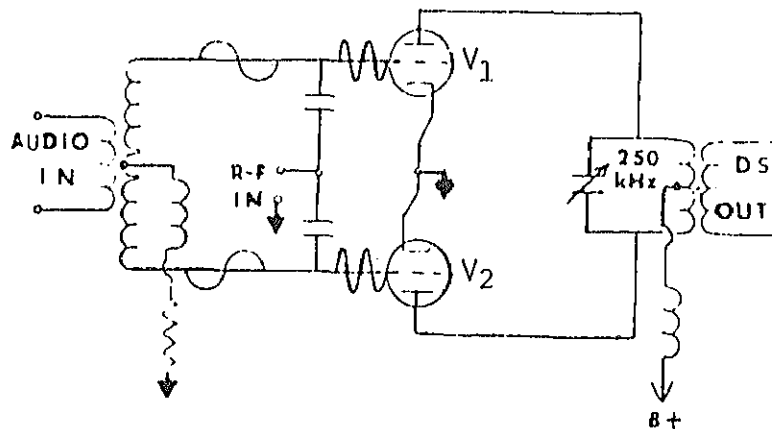 V1
AUDIO
IN
R-F
IN
250
kHz
DS
OUT
V2
B+